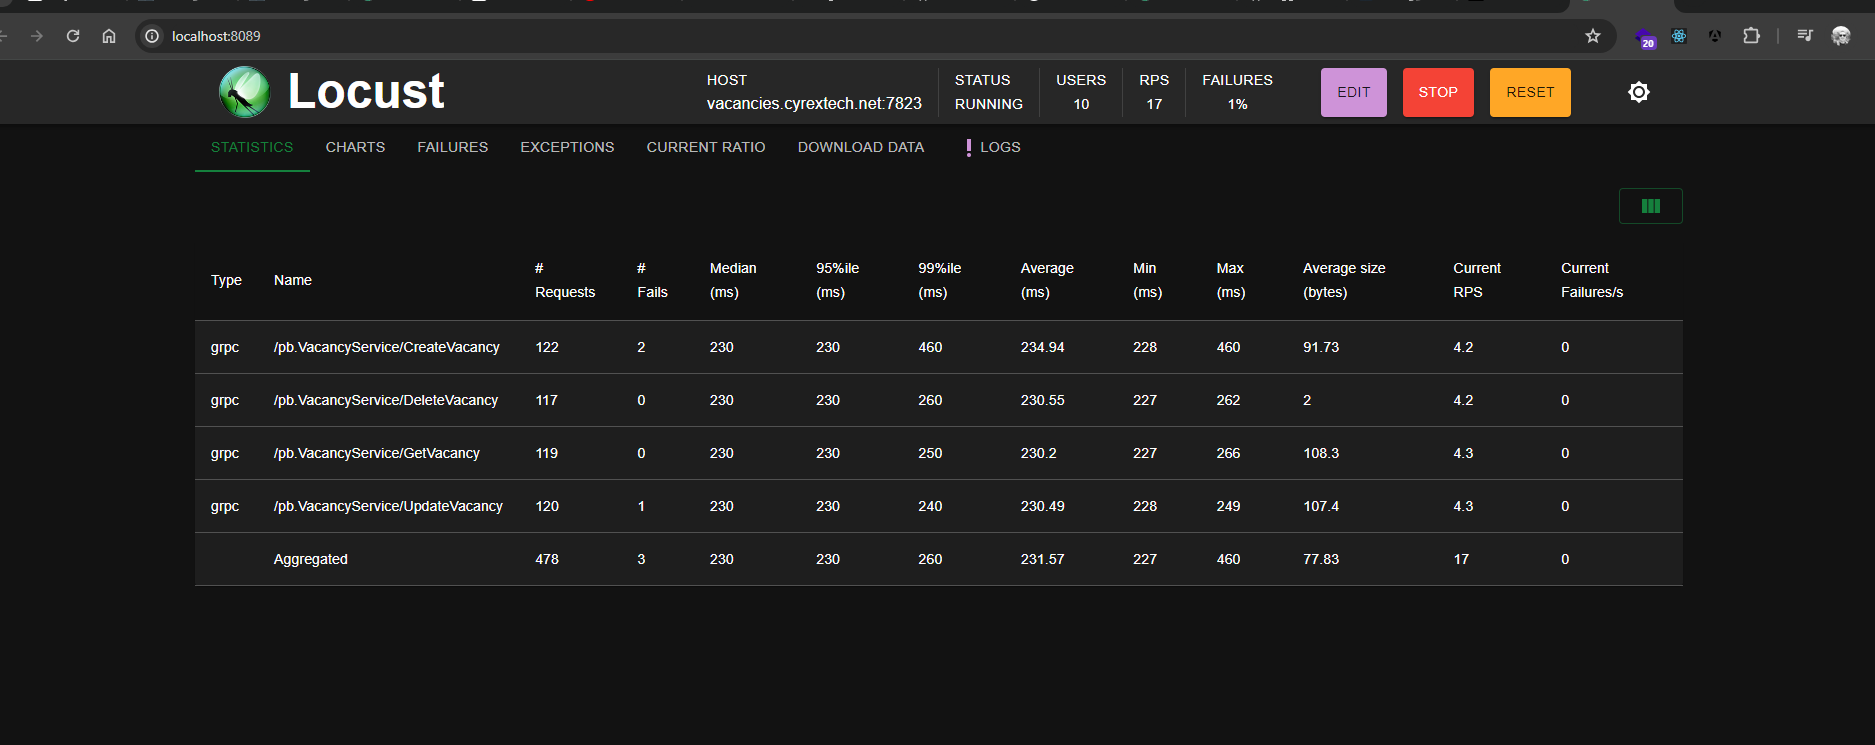 localhost:8089
20
Locust
HOST
vacancies.cyrextech.net:7823
STATUS
RUNNING
USERS
10
RPS
17
FAILURES
1%
EDIT
STOP
RESET
STATISTICS CHARTS FAILURES EXCEPTIONS CURRENT RATIO DOWNLOAD DATA LOGS
Type Name # Requests # Fails Median (ms) 95%ile (ms) 99%ile (ms) Average (ms) Min (ms) Max (ms) Average size (bytes) Current RPS Current Failures/s
grpc /pb.VacancyService/CreateVacancy 122 2 230 230 460 234.94 228 460 91.73 4.2 0
grpc /pb.VacancyService/DeleteVacancy 117 0 230 230 260 230.55 227 262 2 4.2 0
grpc /pb.VacancyService/GetVacancy 119 0 230 230 250 230.2 227 266 108.3 4.3 0
grpc /pb.VacancyService/UpdateVacancy 120 1 230 230 240 230.49 228 249 107.4 4.3 0
Aggregated 478 3 230 230 260 231.57 227 460 77.83 17 0